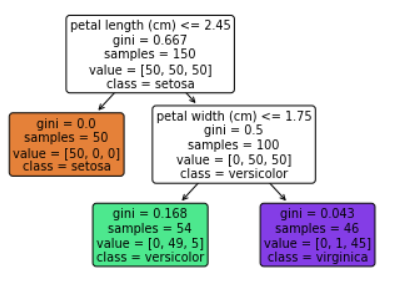 petal length (cm) <= 2.45
gini = 0.667
samples = 150
value = [50, 50, 50]
class = setosa
gini = 0.0
samples = 50
value = [50, 0, 0]
class = setosa
petal width (cm) <= 1.75
gini = 0.5
samples = 100
value = [0, 50, 50]
class = versicolor
gini = 0.168
samples = 54
value = [0, 49, 5]
class = versicolor
gini = 0.043
samples = 46
value = [0, 1, 45]
class = virginica